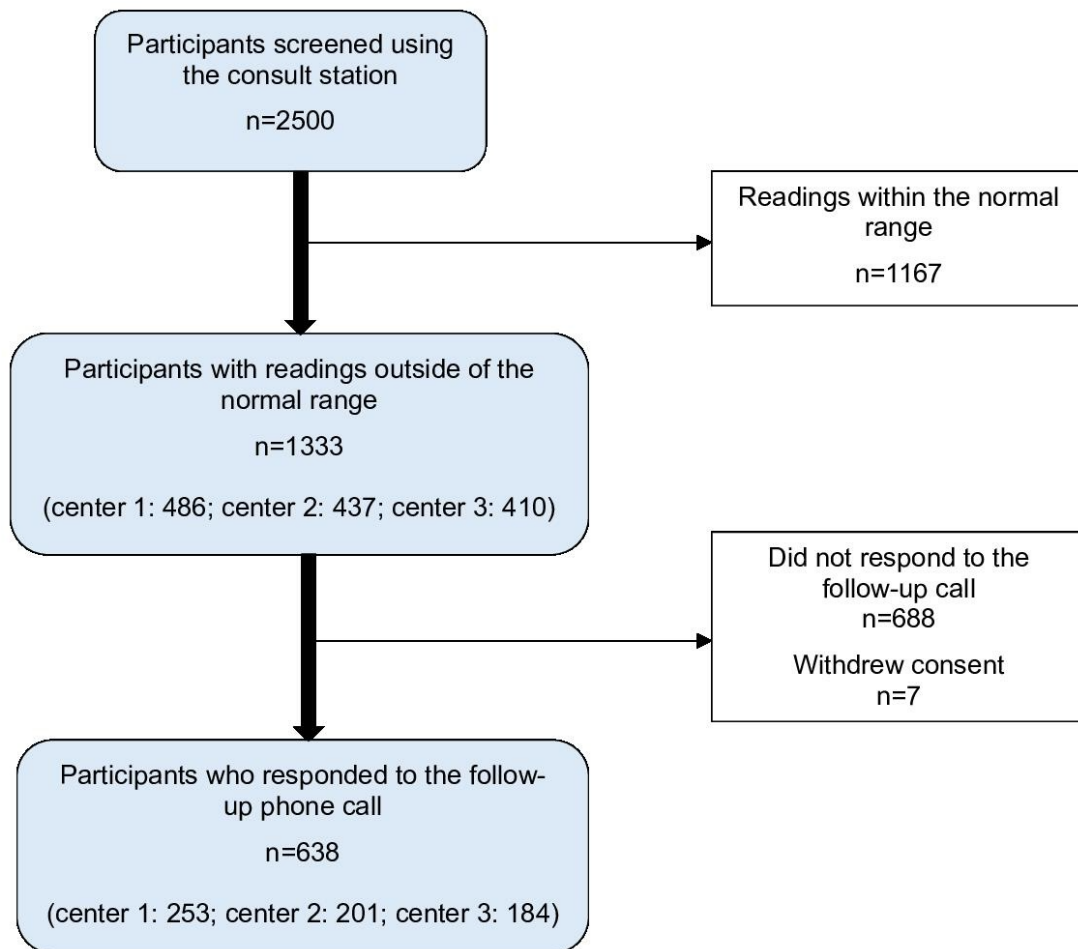 Participants screened using
the consult station
n=2500
Readings within the normal
range
n=1167
Participants with readings outside of the
normal range
n=1333
(center 1: 486; center 2: 437; center 3: 410)
Did not respond to the
follow-up call
n=688
Withdrew consent
n=7
Participants who responded to the follow-
up phone call
n=638
(center 1: 253; center 2: 201; center 3: 184)